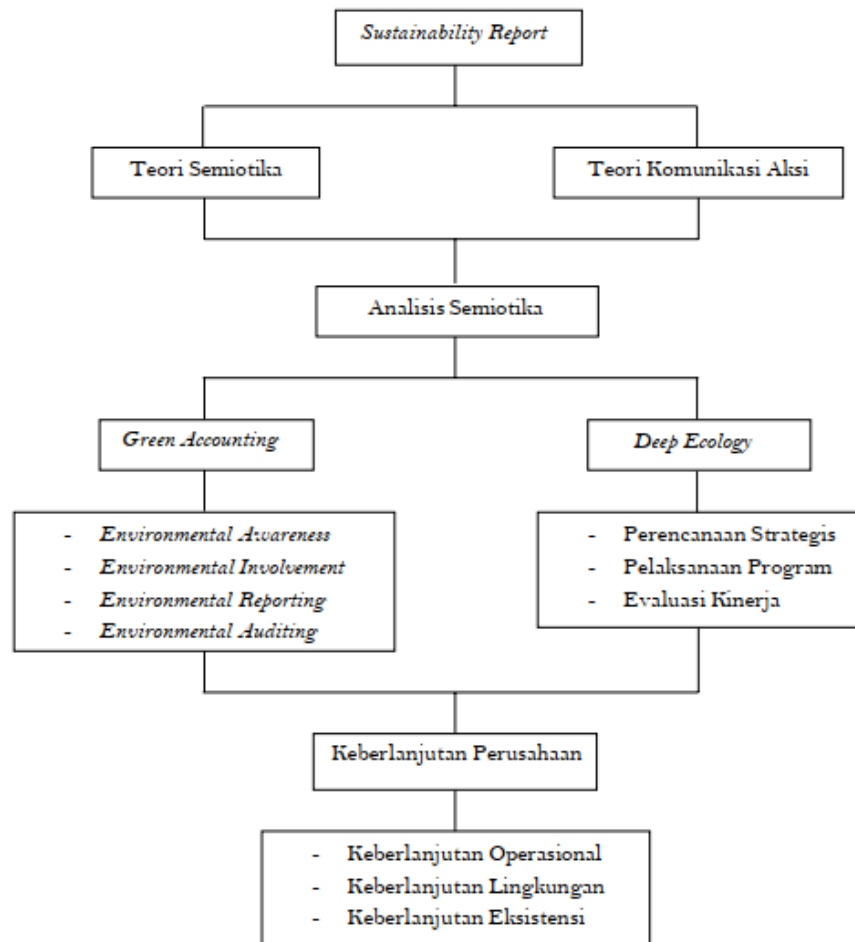 Sustainability Report
Teori Semiotika
Teori Komunikasi Aksi
Analisis Semiotika
Green Accounting
Deep Ecology
- Environmental Awareness
- Environmental Involvement
- Environmental Reporting
- Environmental Auditing
- Perencanaan Strategis
- Pelaksanaan Program
- Evaluasi Kinerja
Keberlanjutan Perusahaan
- Keberlanjutan Operasional
- Keberlanjutan Lingkungan
- Keberlanjutan Eksistensi